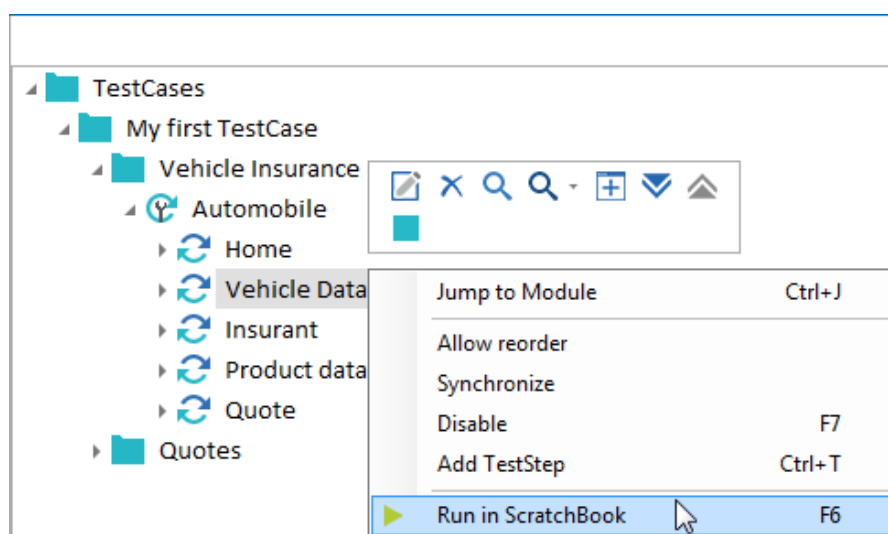 TestCases
My first TestCase
Vehicle Insurance
Automobile
Home
Vehicle Data
Insurant
Product data
Quote
Quotes
Jump to Module Ctrl+J
Allow reorder
Synchronize
Disable F7
Add TestStep Ctrl+T
Run in ScratchBook F6